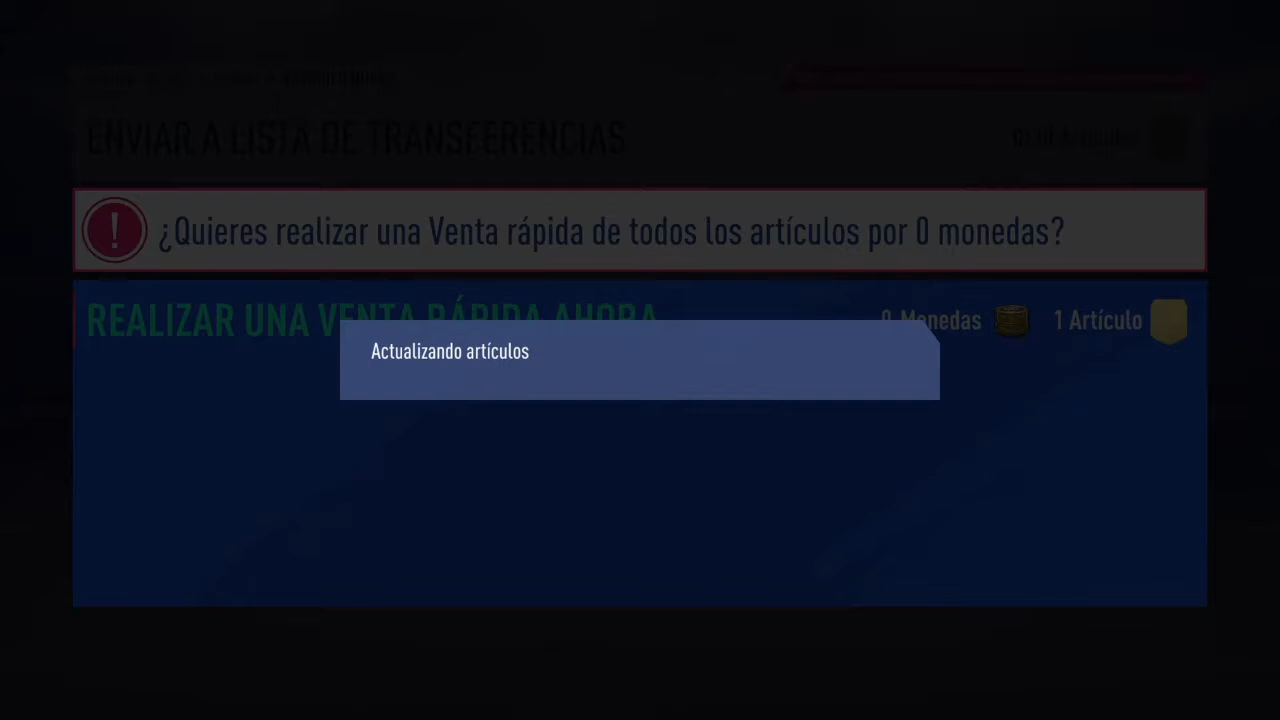 ENVIAR A LISTA DE TRANSFERENCIAS
¿Quieres realizar una Venta rápida de todos los artículos por 0 monedas?
REALIZAR UNA VENTA RÁPIDA AHORA
0 Monedas
1 Artículo
Actualizando artículos